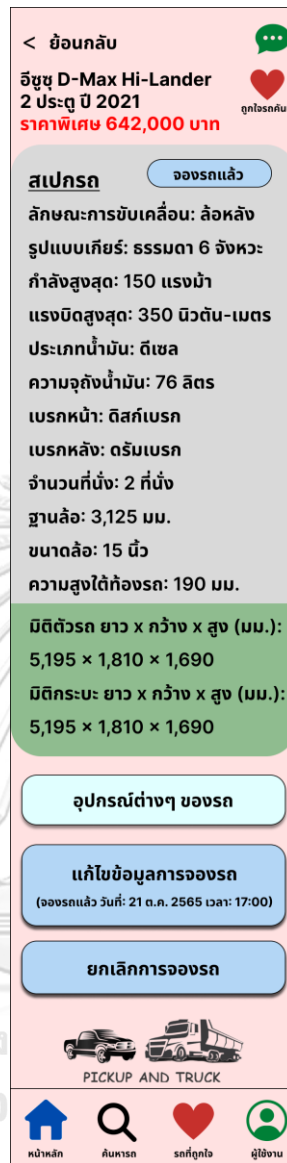 < ย้อนกลับ
อีซูซุ D-Max Hi-Lander
2 ประตู ปี 2021
ราคาพิเศษ 642,000 บาท
ถูกใจรถคัน
สเปกรถ
จองรถแล้ว
ลักษณะการขับเคลื่อน: ล้อหลัง
รูปแบบเกียร์: ธรรมดา 6 จังหวะ
กำลังสูงสุด: 150 แรงม้า
แรงบิดสูงสุด: 350 นิวตัน-เมตร
ประเภทน้ำมัน: ดีเซล
ความจุถังน้ำมัน: 76 ลิตร
เบรกหน้า: ดิสก์เบรก
เบรกหลัง: ดรัมเบรก
จำนวนที่นั่ง: 2 ที่นั่ง
ฐานล้อ: 3,125 มม.
ขนาดล้อ: 15 นิ้ว
ความสูงใต้ท้องรถ: 190 มม.
มิติตัวรถ ยาว x กว้าง x สูง (มม.):
5,195 × 1,810 × 1,690
มิติกระบะ ยาว x กว้าง x สูง (มม.):
5,195 × 1,810 × 1,690
อุปกรณ์ต่างๆ ของรถ
แก้ไขข้อมูลการจองรถ
(จองรถแล้ว วันที่: 21 ต.ค. 2565 เวลา: 17:00)
ยกเลิกการจองรถ
PICKUP AND TRUCK
หน้าหลัก ค้นหารถ รถที่ถูกใจ ผู้ใช้งาน